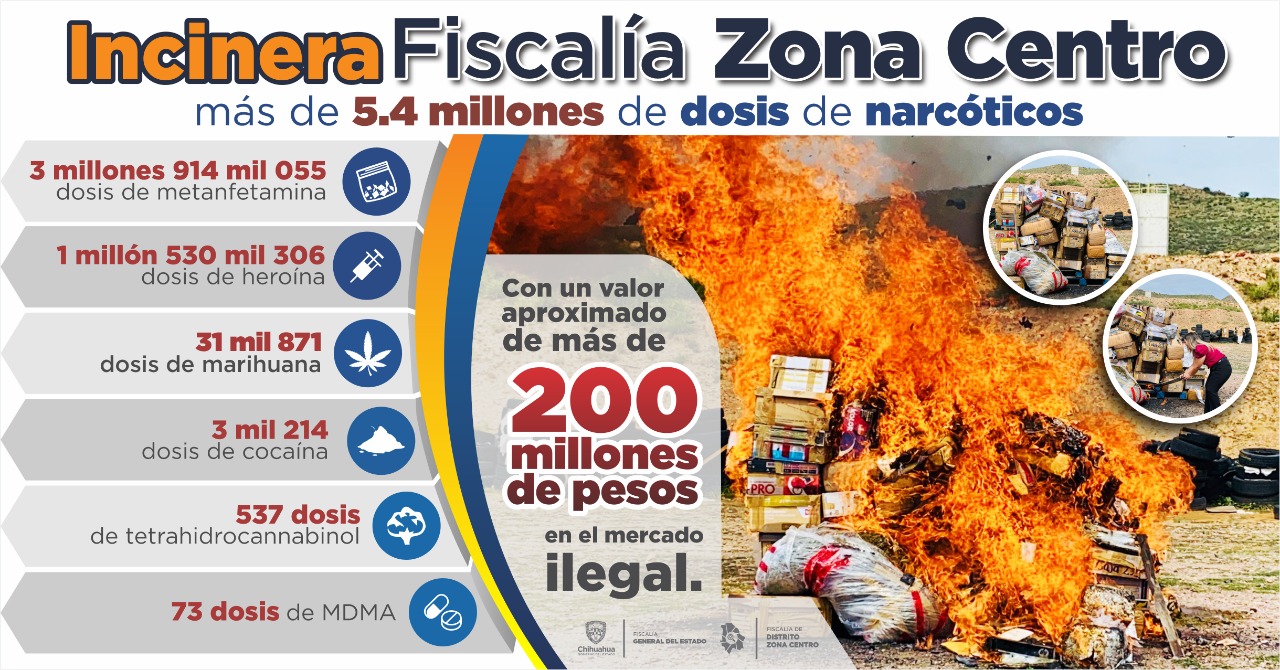 Incinera Fiscalía Zona Centro
más de 5.4 millones de dosis de narcóticos
3 millones 914 mil 055
dosis de metanfetamina
1 millón 530 mil 306
dosis de heroína
31 mil 871
dosis de marihuana
3 mil 214
dosis de cocaína
537 dosis
de tetrahidrocannabinol
73 dosis de MDMA
Con un valor
aproximado
de más de
200
millones
de pesos
en el mercado
ilegal.
PRO
Chihuahua
FISCALÍA
GENERAL DEL ESTADO
FISCALÍA DE
DISTRITO
ZONA CENTRO